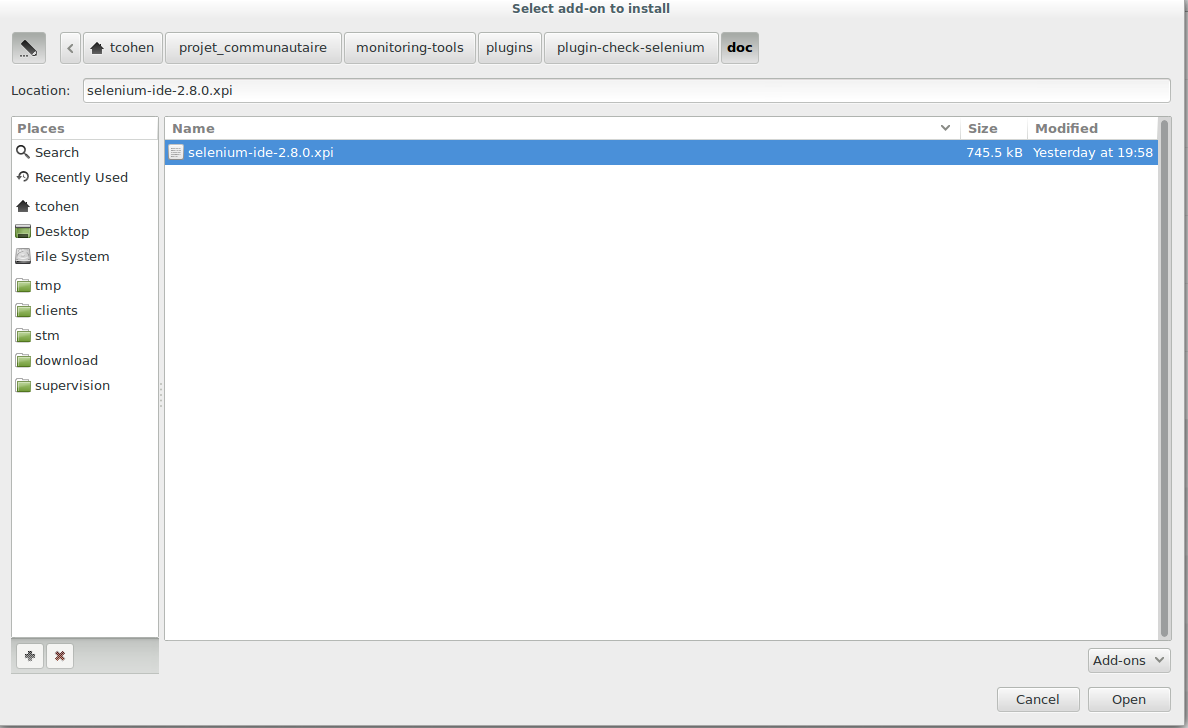 Select add-on to install
tcohen projet_communautaire monitoring-tools plugins plugin-check-selenium doc
Location: selenium-ide-2.8.0.xpi
Places Name Size Modified
Search selenium-ide-2.8.0.xpi 745.5 kB Yesterday at 19:58
Recently Used
tcohen
Desktop
File System
tmp
clients
stm
download
supervision
Add-ons
Cancel Open